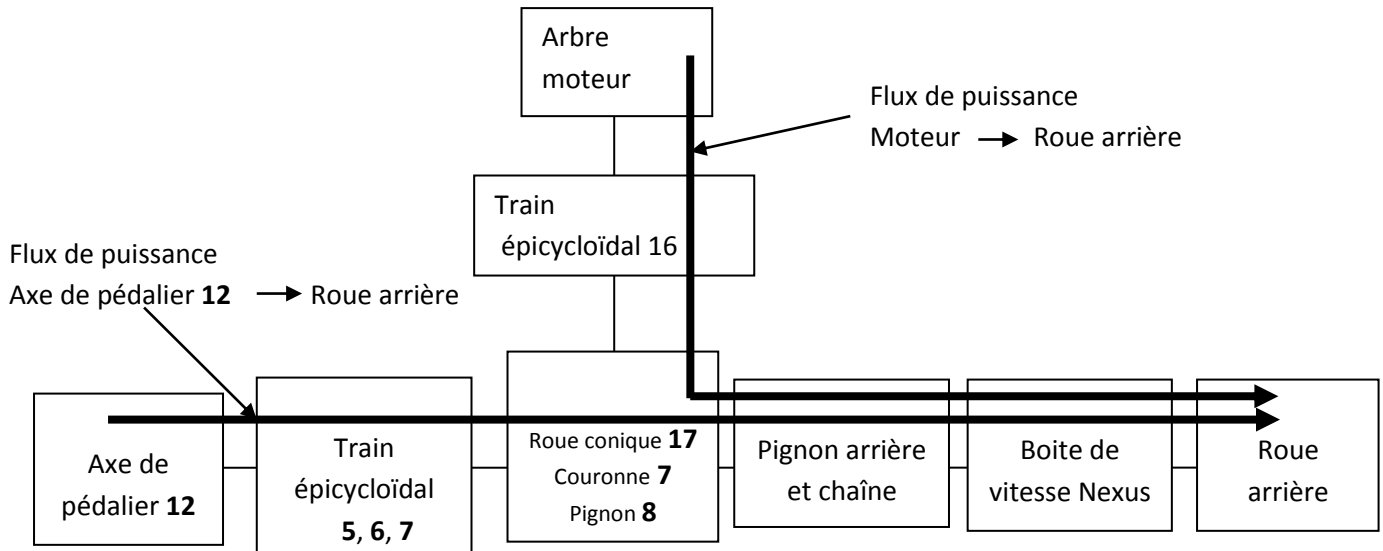 Arbre
moteur
Flux de puissance
Moteur → Roue arrière
Train
épicycloïdal 16
Flux de puissance
Axe de pédalier 12 → Roue arrière
Axe de
pédalier 12
Train
épicycloïdal
5, 6, 7
Roue conique 17
Couronne 7
Pignon 8
Pignon arrière
et chaîne
Boite de
vitesse Nexus
Roue
arrière